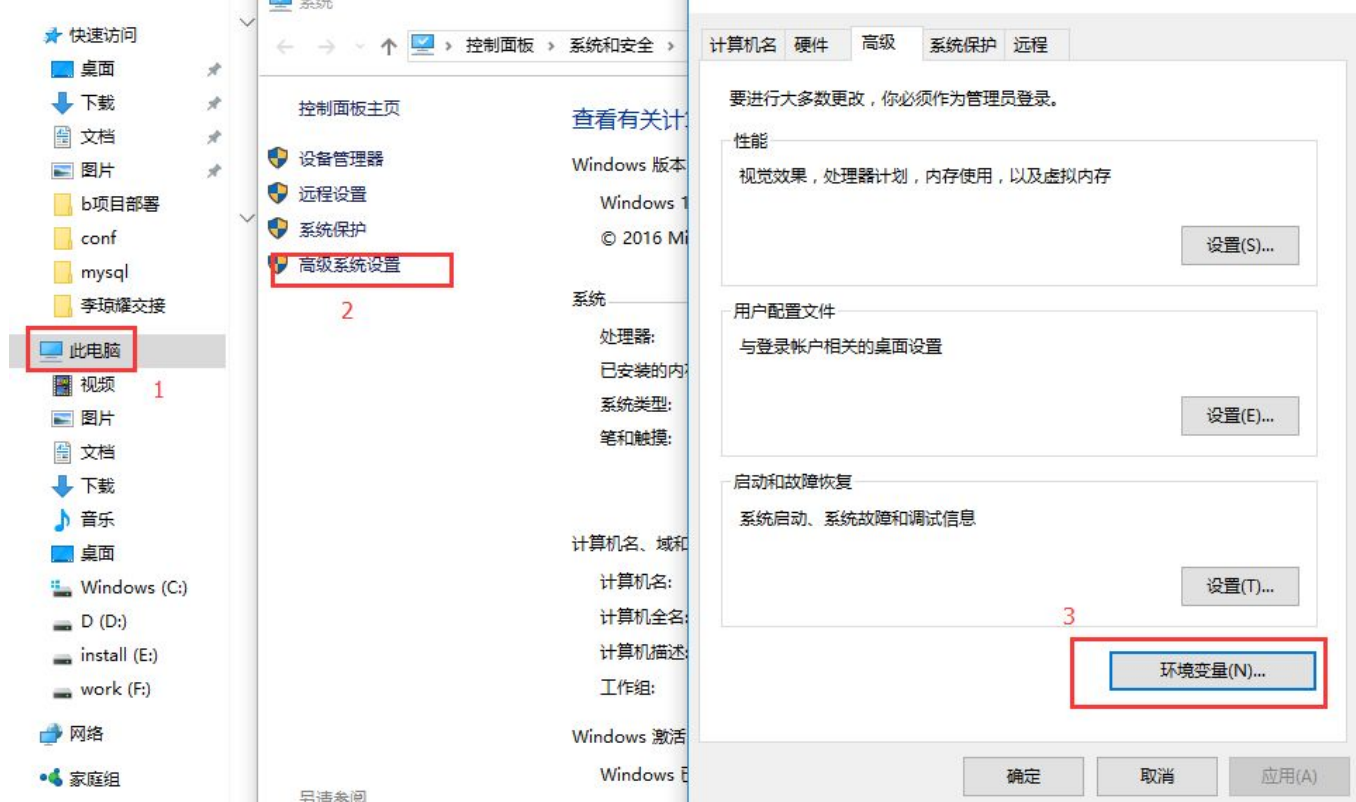 快速访问
桌面
下载
文档
图片
b项目部署
conf
mysql
李琼耀交接
此电脑
1
视频
图片
文档
下载
音乐
桌面
Windows (C:)
D (D:)
install (E:)
work (F:)
网络
家庭组
系统
控制面板 › 系统和安全 ›
控制面板主页
设备管理器
远程设置
系统保护
高级系统设置
2
另请参阅
查看有关计
Windows 版本
Windows 1
© 2016 Mi
系统
处理器:
已安装的内
系统类型:
笔和触摸:
计算机名、域和
计算机名:
计算机全名:
计算机描述:
工作组:
Windows 激活
Windows
计算机名 硬件 高级 系统保护 远程
要进行大多数更改，你必须作为管理员登录。
性能
视觉效果，处理器计划，内存使用，以及虚拟内存
设置(S)...
用户配置文件
与登录帐户相关的桌面设置
设置(E)...
启动和故障恢复
系统启动、系统故障和调试信息
设置(T)...
3
环境变量(N)...
确定 取消 应用(A)